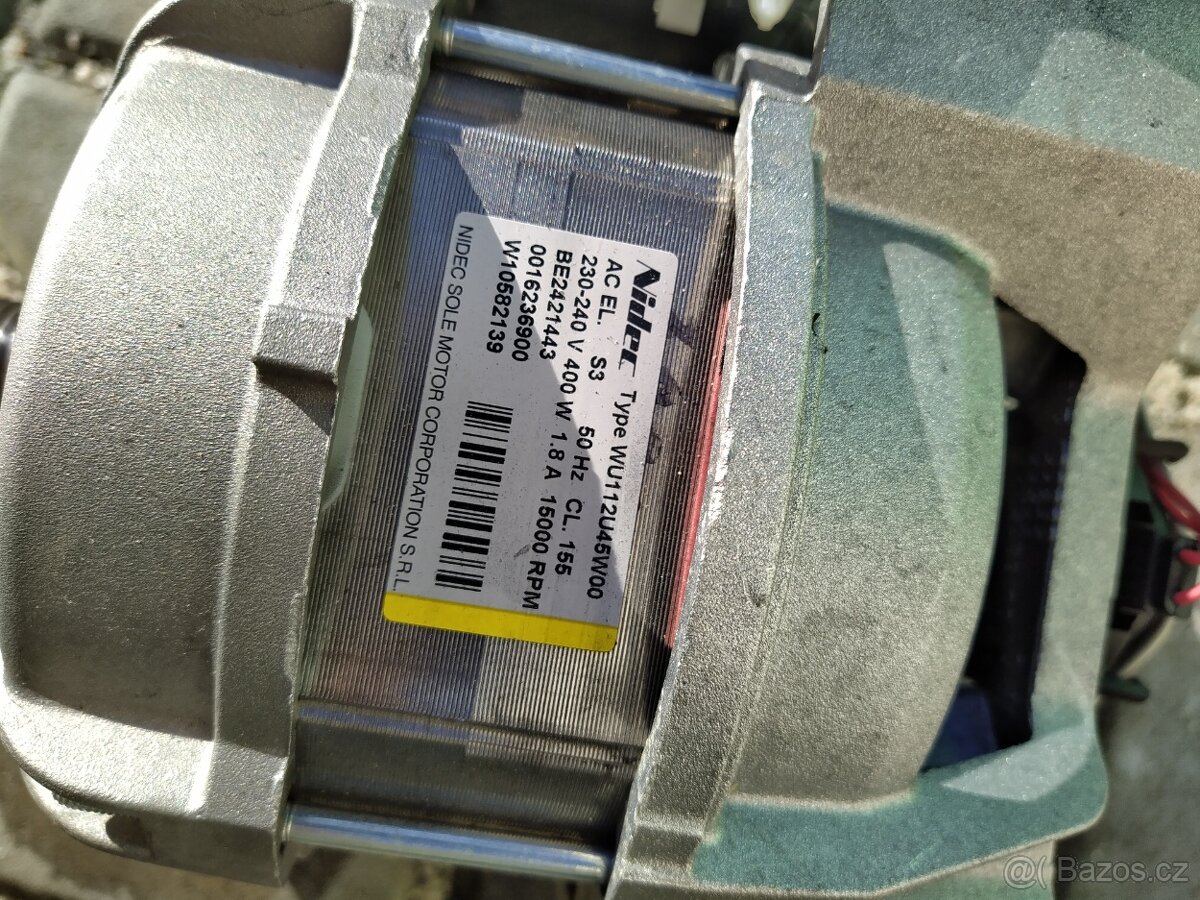 Nidec Type WU112U45W00
AC EL. S3 50 Hz CL. 155
230-240 V 400 W 1.8 A 15000 RPM
BE2421443
0016236900
W10582139
NIDEC SOLE MOTOR CORPORATION S.R.L.
@( Bazos.cz